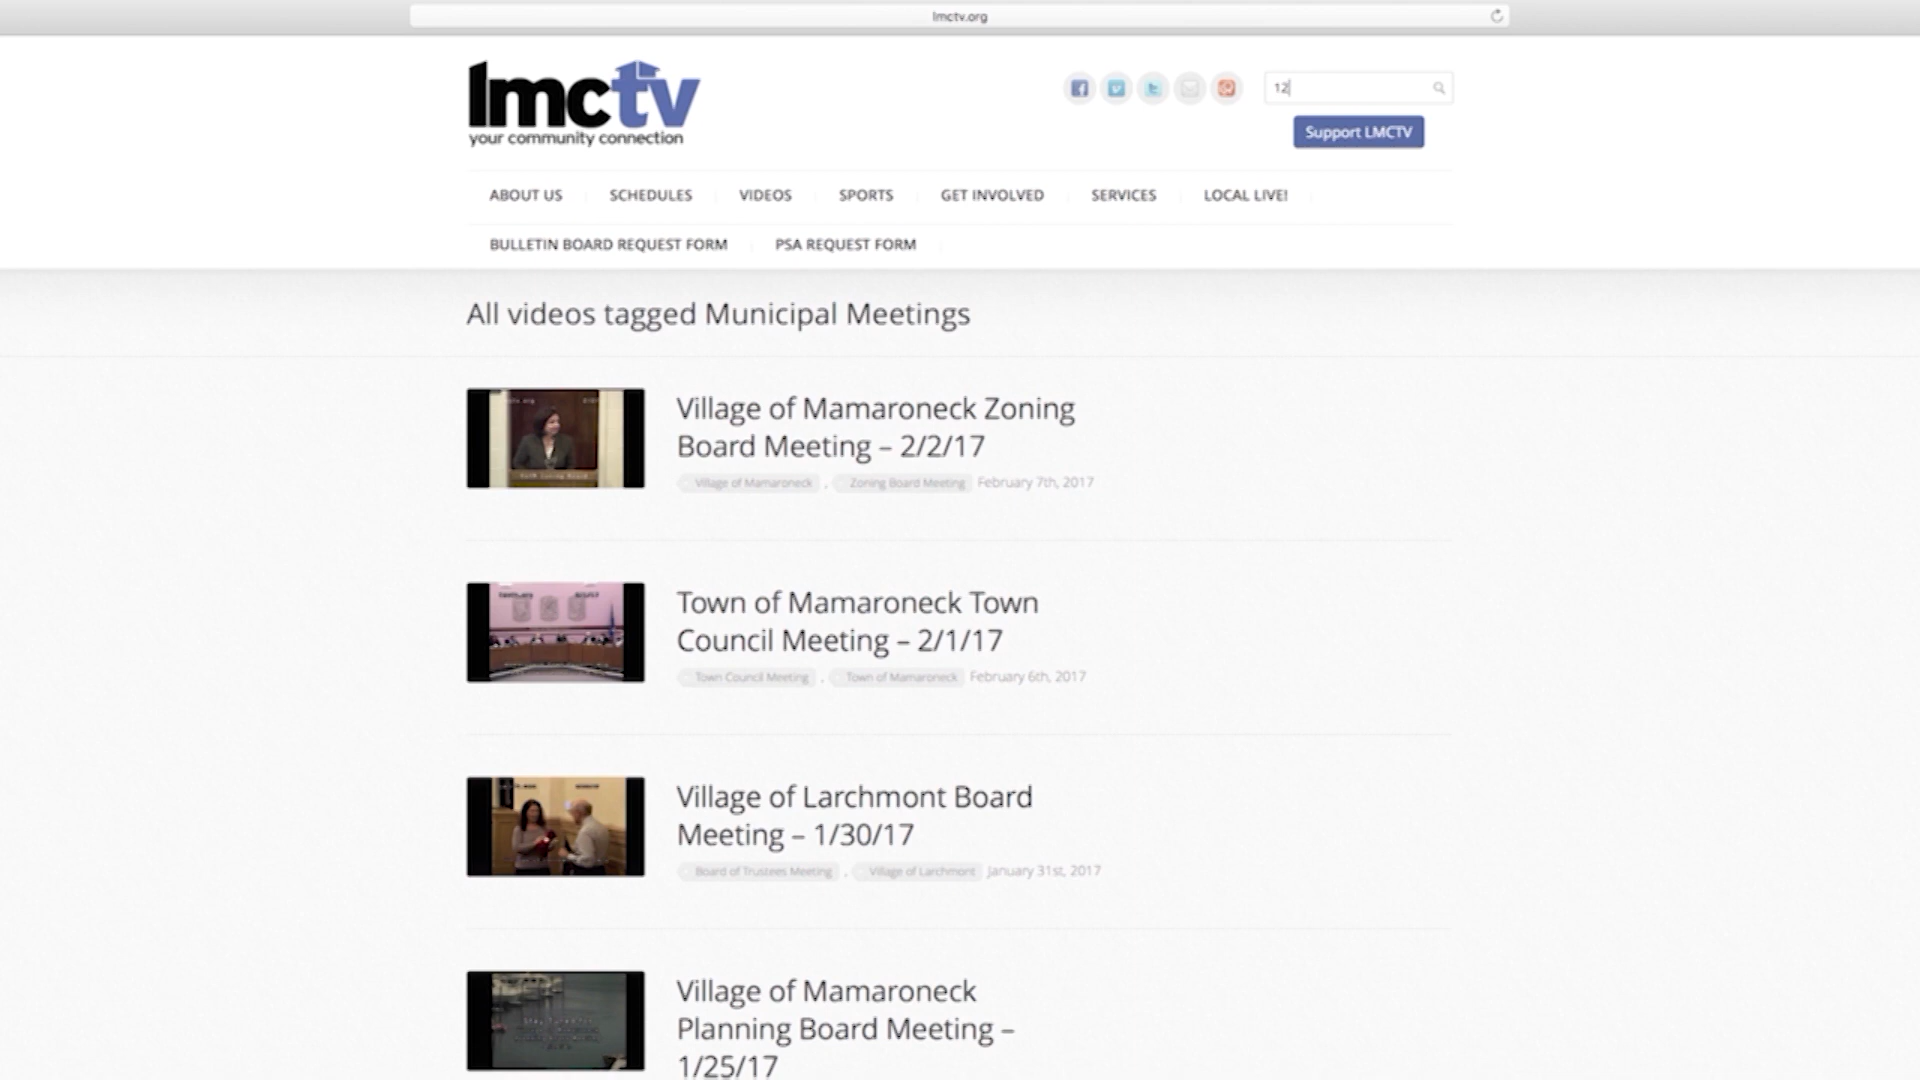 lmctv.org
lmctv
your community connection
12
Support LMCTV
ABOUT US SCHEDULES VIDEOS SPORTS GET INVOLVED SERVICES LOCAL LIVE!
BULLETIN BOARD REQUEST FORM PSA REQUEST FORM
All videos tagged Municipal Meetings
Village of Mamaroneck Zoning
Board Meeting – 2/2/17
Village of Mamaroneck , Zoning Board Meeting February 7th, 2017
Town of Mamaroneck Town
Council Meeting – 2/1/17
Town Council Meeting , Town of Mamaroneck February 6th, 2017
Village of Larchmont Board
Meeting – 1/30/17
Board of Trustees Meeting , Village of Larchmont January 31st, 2017
Village of Mamaroneck
Planning Board Meeting –
1/25/17